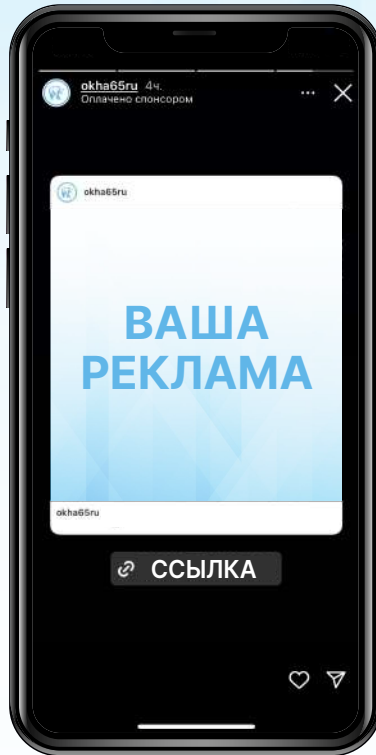 okha65ru 4ч.
Оплачено спонсором
okha65ru
ВАША
РЕКЛАМА
okha65ru
ССЫЛКА